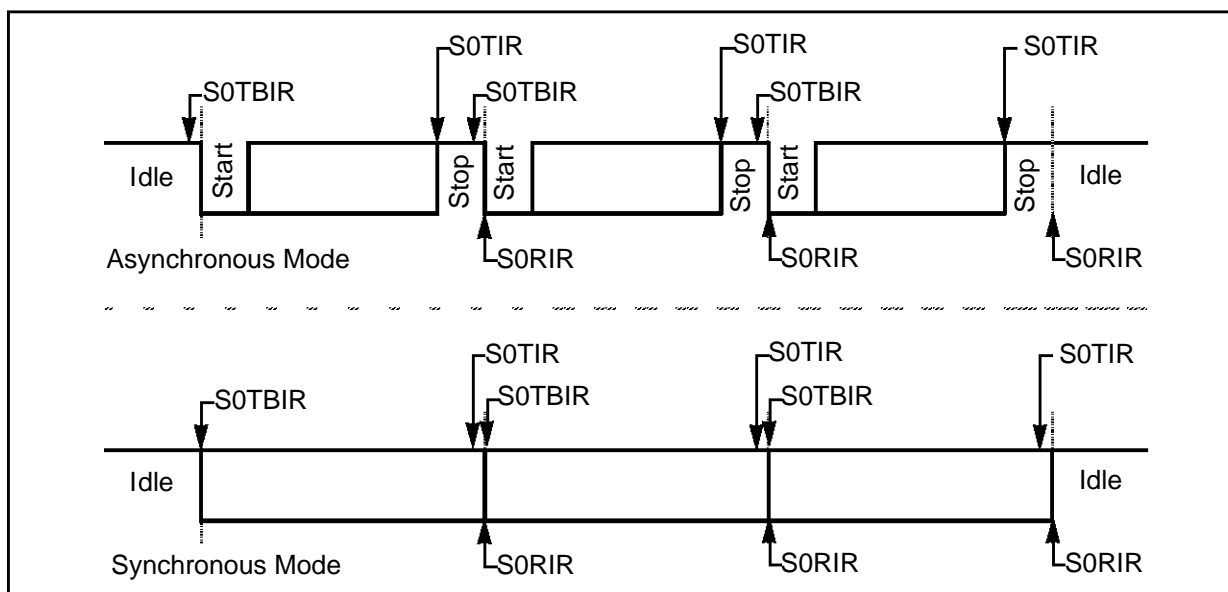 S0TIR S0TIR S0TIR
S0TBIR S0TBIR S0TBIR
Idle Start Stop Start Stop Start Stop Idle
Asynchronous Mode S0RIR S0RIR S0RIR
S0TIR S0TIR S0TIR
S0TBIR S0TBIR S0TBIR
Idle Idle
Synchronous Mode S0RIR S0RIR S0RIR